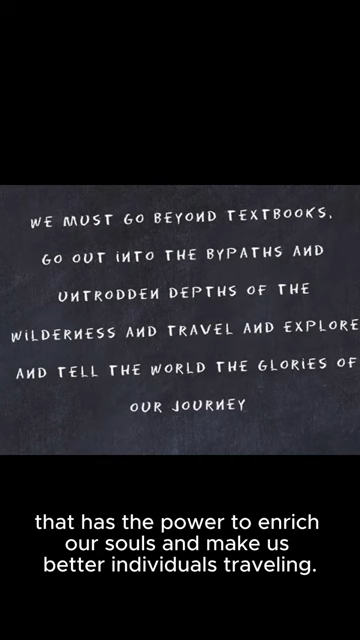 WE MUST GO BEYOND TEXTBOOKS,
GO OUT INTO THE BYPATHS AND
UNTRODDEN DEPTHS OF THE
WILDERNESS AND TRAVEL AND EXPLORE
AND TELL THE WORLD THE GLORIES OF
OUR JOURNEY
that has the power to enrich
our souls and make us
better individuals traveling.